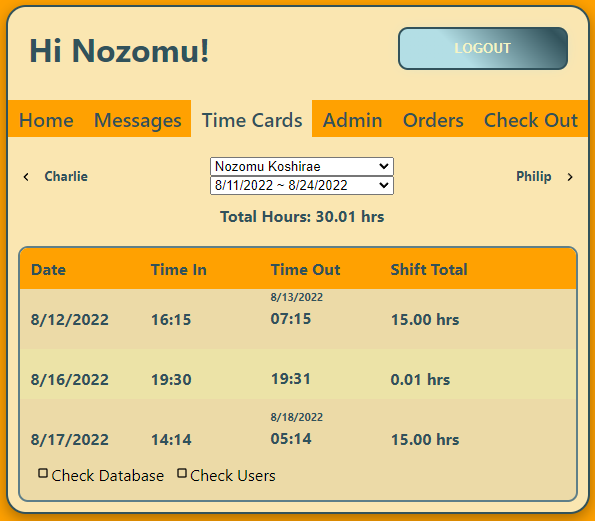 Hi Nozomu!
LOGOUT
Home Messages Time Cards Admin Orders Check Out
‹ Charlie
Nozomu Koshirae
8/11/2022 ~ 8/24/2022
Philip ›
Total Hours: 30.01 hrs
Date Time In Time Out Shift Total
8/13/2022
8/12/2022 16:15 07:15 15.00 hrs
8/16/2022 19:30 19:31 0.01 hrs
8/18/2022
8/17/2022 14:14 05:14 15.00 hrs
Check Database Check Users